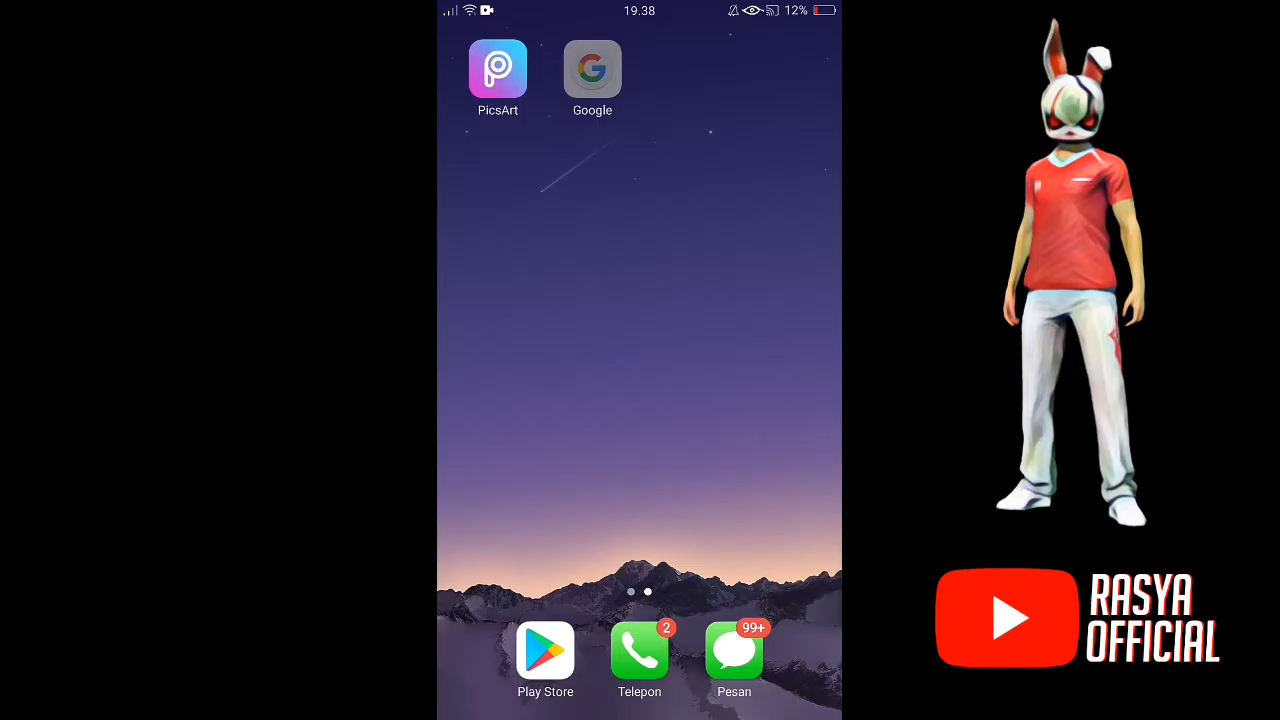 19.38
12%
PicsArt
Google
2
99+
Play Store
Telepon
Pesan
RASYA
OFFICIAL